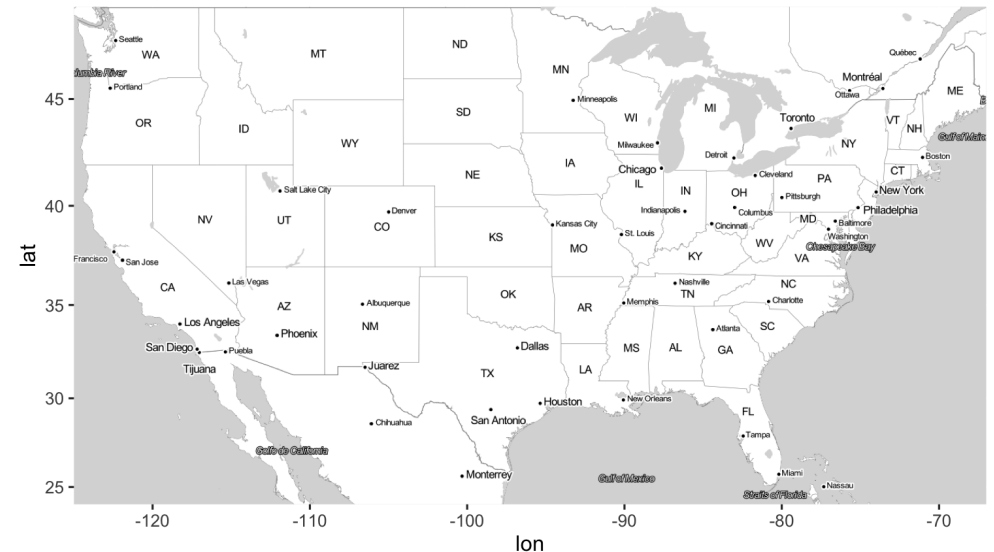 Seattle
WA
MT
ND
MN
Québec
Montréal
Ottawa
ME
lumbia River
Portland
45
OR
ID
WY
SD
Minneapolis
WI
MI
Toronto
VT
NH
Gulf of Main
NY
Milwaukee
Detroit
Boston
Chicago
IA
NE
IL
IN
OH
Cleveland
PA
CT
New York
40
Salt Lake City
Denver
NV
UT
CO
KS
Kansas City
MO
St. Louis
Indianapolis
Columbus
Cincinnati
Pittsburgh
Philadelphia
MD
Baltimore
Washington
Chesapeake Bay
WV
VA
KY
Francisco
San Jose
CA
Las Vegas
lat
35
AZ
Albuquerque
NM
OK
AR
Nashville
TN
Memphis
NC
Charlotte
SC
Atlanta
GA
Los Angeles
Phoenix
San Diego
Puebla
Tijuana
Juarez
Dallas
TX
LA
MS
AL
30
Chihuahua
San Antonio
Houston
New Orleans
FL
Tampa
Golfo de California
Monterrey
Gulf of Mexico
Miami
Nassau
Straits of Florida
25
-120
-110
-100
-90
-80
-70
lon